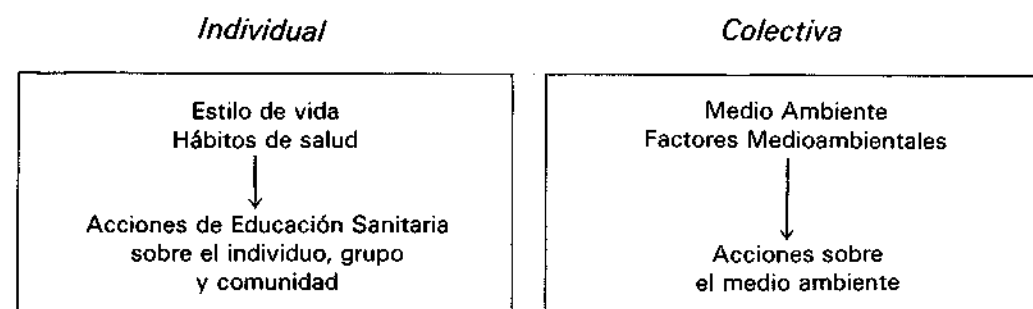 Individual
Estilo de vida
Hábitos de salud
Acciones de Educación Sanitaria
sobre el individuo, grupo
y comunidad
Colectiva
Medio Ambiente
Factores Medioambientales
Acciones sobre
el medio ambiente